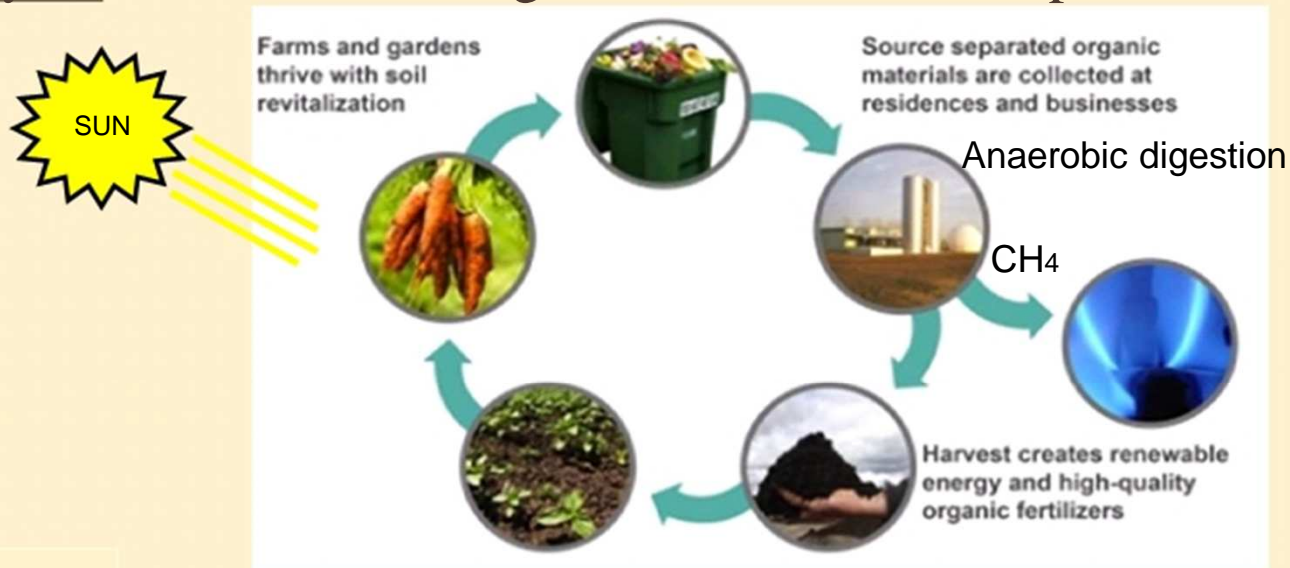 Farms and gardens
thrive with soil
revitalization
Source separated organic
materials are collected at
residences and businesses
SUN
Anaerobic digestion
CH4
Harvest creates renewable
energy and high-quality
organic fertilizers